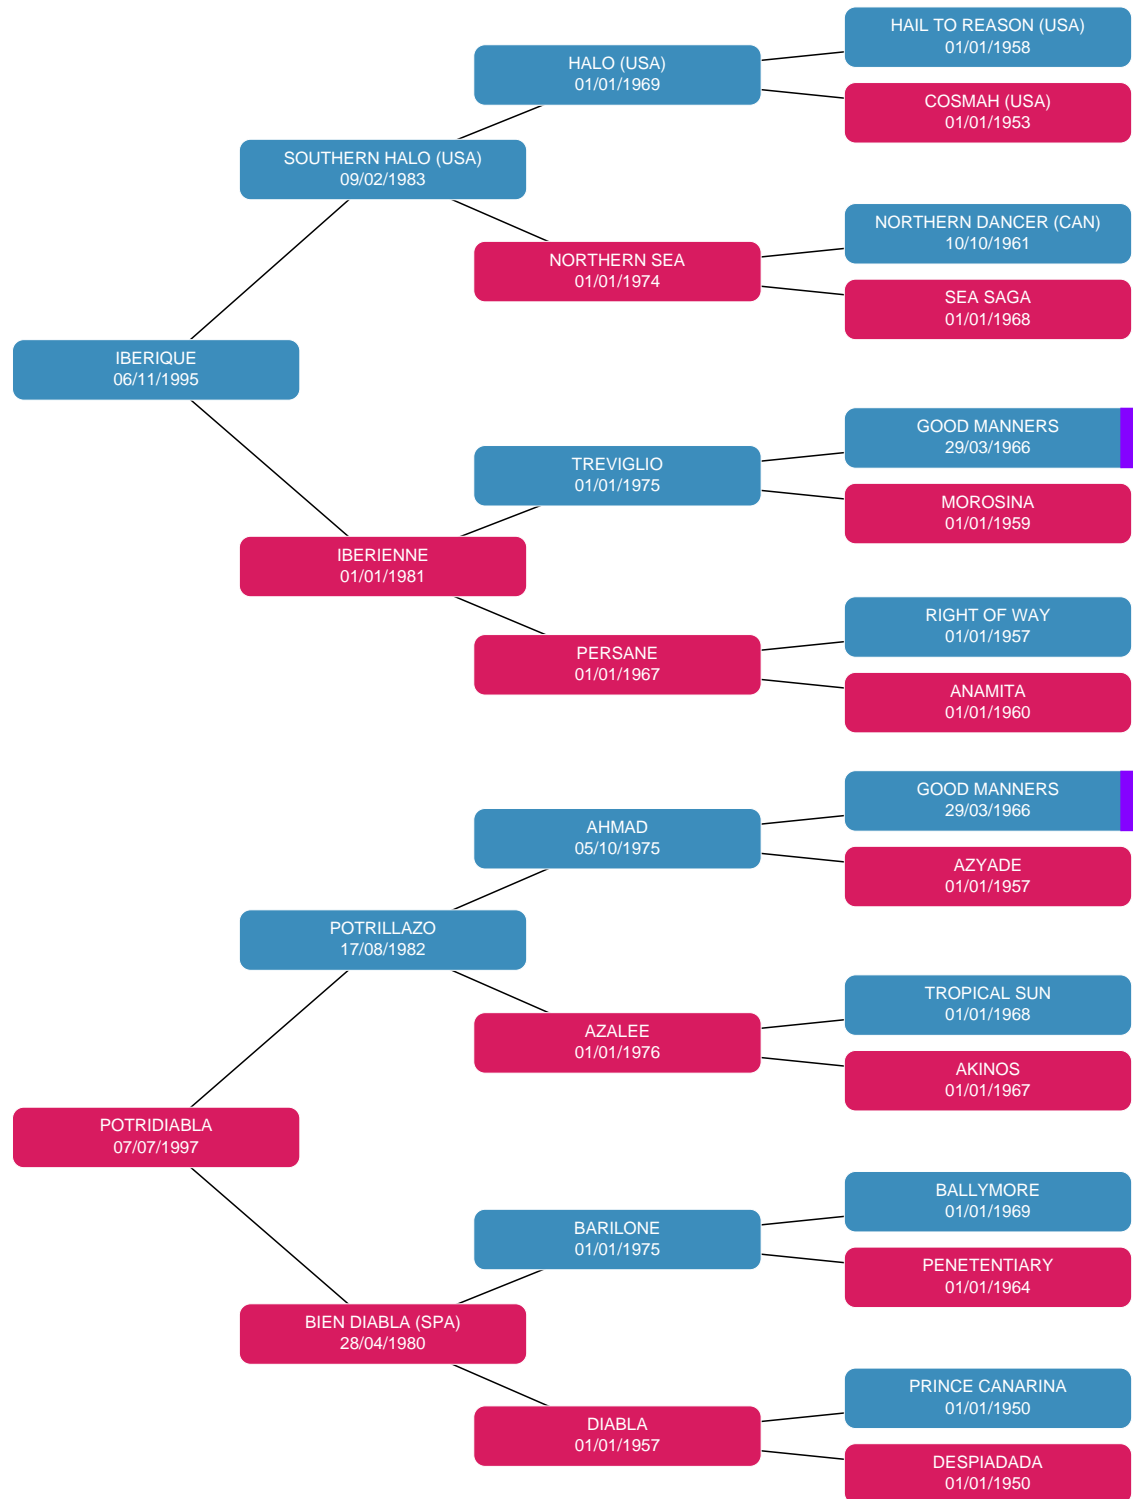 HAIL TO REASON (USA)
01/01/1958
HALO (USA)
01/01/1969
COSMAH (USA)
01/01/1953
SOUTHERN HALO (USA)
09/02/1983
NORTHERN DANCER (CAN)
10/10/1961
NORTHERN SEA
01/01/1974
SEA SAGA
01/01/1968
IBERIQUE
06/11/1995
GOOD MANNERS
29/03/1966
TREVIGLIO
01/01/1975
MOROSINA
01/01/1959
IBERIENNE
01/01/1981
RIGHT OF WAY
01/01/1957
PERSANE
01/01/1967
ANAMITA
01/01/1960
GOOD MANNERS
29/03/1966
AHMAD
05/10/1975
AZYADE
01/01/1957
POTRILLAZO
17/08/1982
TROPICAL SUN
01/01/1968
AZALEE
01/01/1976
AKINOS
01/01/1967
POTRIDIABLA
07/07/1997
BALLYMORE
01/01/1969
BARILONE
01/01/1975
PENETENTIARY
01/01/1964
BIEN DIABLA (SPA)
28/04/1980
PRINCE CANARINA
01/01/1950
DIABLA
01/01/1957
DESPIADADA
01/01/1950